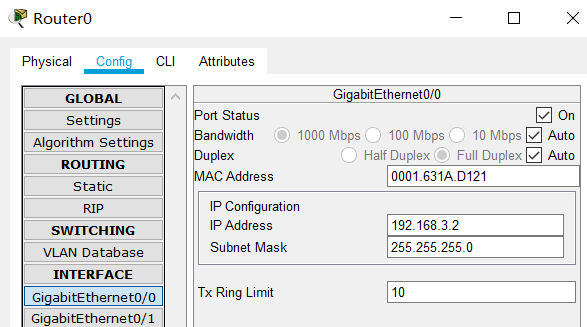 Router0
Physical Config CLI Attributes
GLOBAL
Settings
Algorithm Settings
ROUTING
Static
RIP
SWITCHING
VLAN Database
INTERFACE
GigabitEthernet0/0
GigabitEthernet0/1
GigabitEthernet0/0
Port Status On
Bandwidth 1000 Mbps 100 Mbps 10 Mbps Auto
Duplex Half Duplex Full Duplex Auto
MAC Address 0001.631A.D121
IP Configuration
IP Address 192.168.3.2
Subnet Mask 255.255.255.0
Tx Ring Limit 10